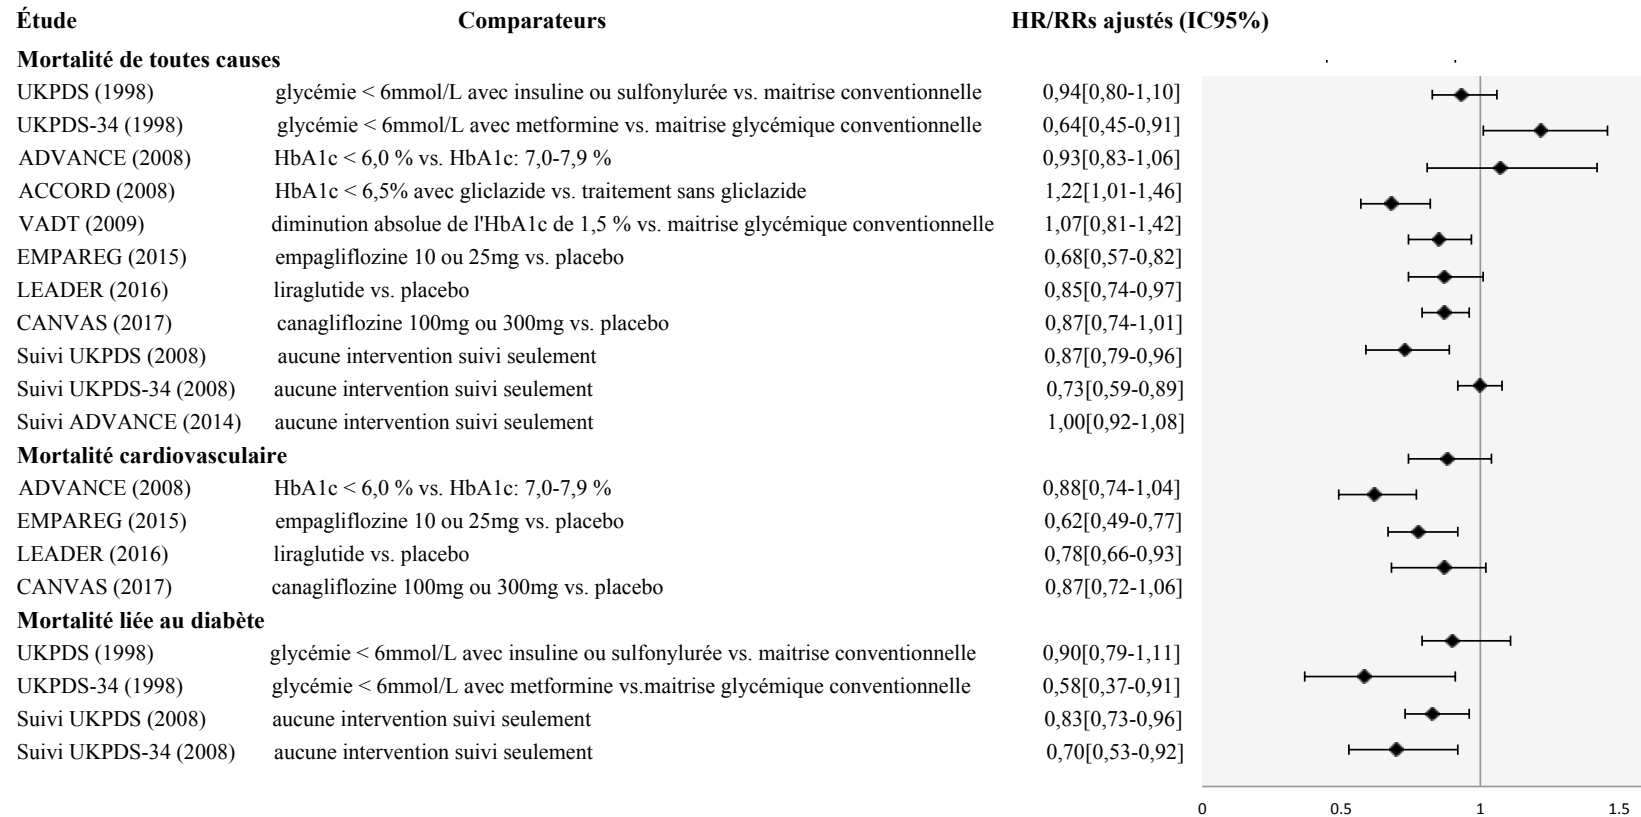 Étude Comparateurs HR/RRs ajustés (IC95%)
Mortalité de toutes causes
UKPDS (1998) glycémie < 6mmol/L avec insuline ou sulfonylurée vs. maitrise conventionnelle 0,94[0,80-1,10]
UKPDS-34 (1998) glycémie < 6mmol/L avec metformine vs. maitrise glycémique conventionnelle 0,64[0,45-0,91]
ADVANCE (2008) HbA1c < 6,0 % vs. HbA1c: 7,0-7,9 % 0,93[0,83-1,06]
ACCORD (2008) HbA1c < 6,5% avec gliclazide vs. traitement sans gliclazide 1,22[1,01-1,46]
VADT (2009) diminution absolue de l'HbA1c de 1,5 % vs. maitrise glycémique conventionnelle 1,07[0,81-1,42]
EMPAREG (2015) empagliflozine 10 ou 25mg vs. placebo 0,68[0,57-0,82]
LEADER (2016) liraglutide vs. placebo 0,85[0,74-0,97]
CANVAS (2017) canagliflozine 100mg ou 300mg vs. placebo 0,87[0,74-1,01]
Suivi UKPDS (2008) aucune intervention suivi seulement 0,87[0,79-0,96]
Suivi UKPDS-34 (2008) aucune intervention suivi seulement 0,73[0,59-0,89]
Suivi ADVANCE (2014) aucune intervention suivi seulement 1,00[0,92-1,08]
Mortalité cardiovasculaire
ADVANCE (2008) HbA1c < 6,0 % vs. HbA1c: 7,0-7,9 % 0,88[0,74-1,04]
EMPAREG (2015) empagliflozine 10 ou 25mg vs. placebo 0,62[0,49-0,77]
LEADER (2016) liraglutide vs. placebo 0,78[0,66-0,93]
CANVAS (2017) canagliflozine 100mg ou 300mg vs. placebo 0,87[0,72-1,06]
Mortalité liée au diabète
UKPDS (1998) glycémie < 6mmol/L avec insuline ou sulfonylurée vs. maitrise conventionnelle 0,90[0,79-1,11]
UKPDS-34 (1998) glycémie < 6mmol/L avec metformine vs.maitrise glycémique conventionnelle 0,58[0,37-0,91]
Suivi UKPDS (2008) aucune intervention suivi seulement 0,83[0,73-0,96]
Suivi UKPDS-34 (2008) aucune intervention suivi seulement 0,70[0,53-0,92]
0 0.5 1 1.5